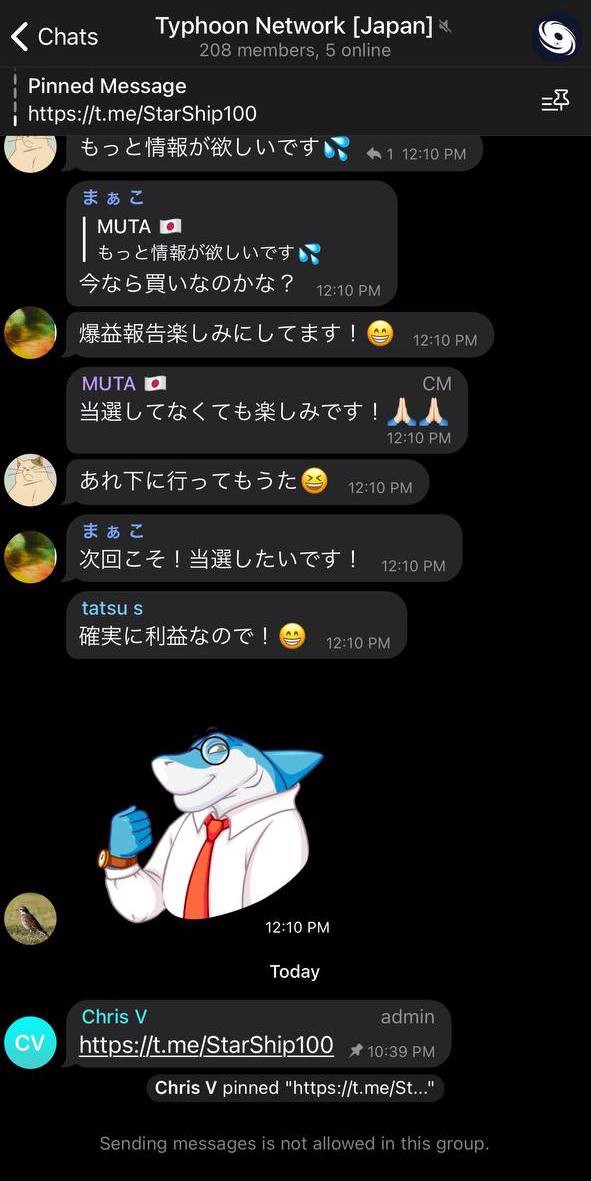 Chats
Typhoon Network [Japan]
208 members, 5 online
Pinned Message
https://t.me/StarShip100
もっと情報が欲しいです💦 1 12:10 PM
まぁこ
MUTA 🇯🇵
もっと情報が欲しいです💦
今なら買いなのかな？ 12:10 PM
爆益報告楽しみにしてます！😁 12:10 PM
MUTA 🇯🇵 CM
当選してなくても楽しみです！🙏🏻🙏🏻
12:10 PM
あれ下に行ってもうた😆 12:10 PM
まぁこ
次回こそ！当選したいです！ 12:10 PM
tatsu s
確実に利益なので！😁 12:10 PM
12:10 PM
Today
CV
Chris V admin
https://t.me/StarShip100 10:39 PM
Chris V pinned "https://t.me/St..."
Sending messages is not allowed in this group.